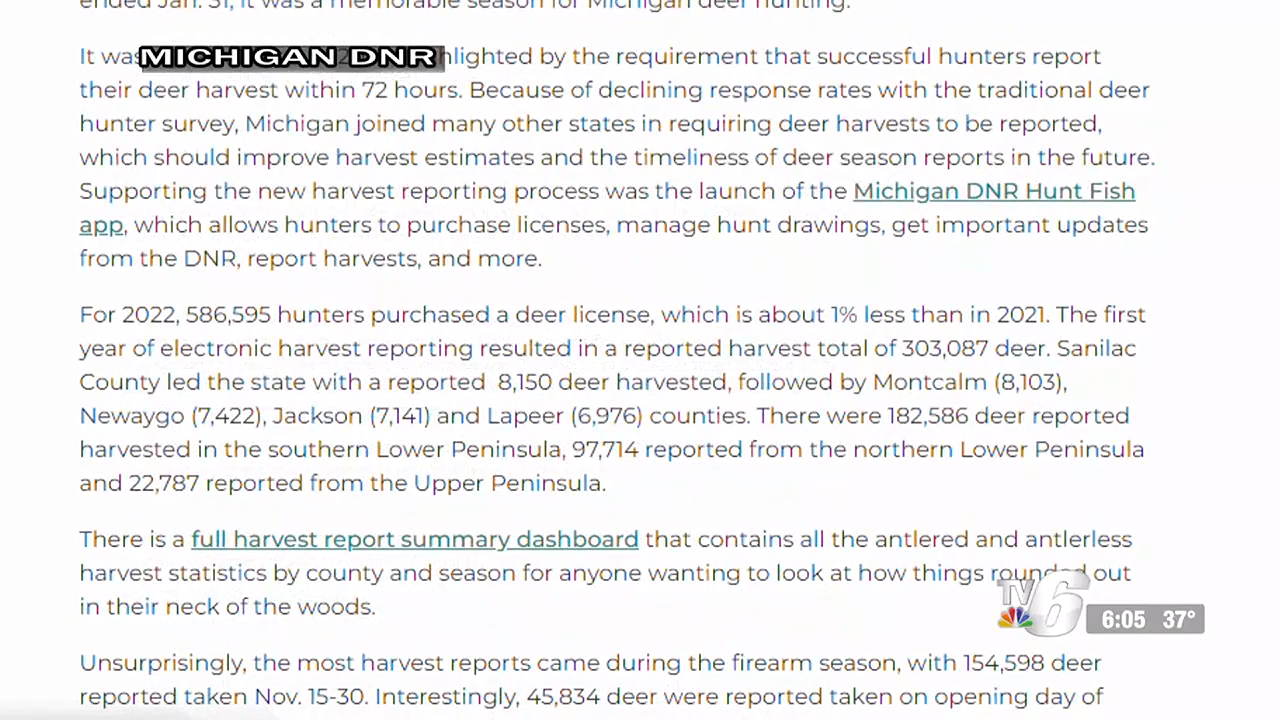 ended Jan. 31, it was a memorable season for Michigan deer hunting.
It was MICHIGAN DNR hlighted by the requirement that successful hunters report
their deer harvest within 72 hours. Because of declining response rates with the traditional deer
hunter survey, Michigan joined many other states in requiring deer harvests to be reported,
which should improve harvest estimates and the timeliness of deer season reports in the future.
Supporting the new harvest reporting process was the launch of the Michigan DNR Hunt Fish
app, which allows hunters to purchase licenses, manage hunt drawings, get important updates
from the DNR, report harvests, and more.
For 2022, 586,595 hunters purchased a deer license, which is about 1% less than in 2021. The first
year of electronic harvest reporting resulted in a reported harvest total of 303,087 deer. Sanilac
County led the state with a reported 8,150 deer harvested, followed by Montcalm (8,103),
Newaygo (7,422), Jackson (7,141) and Lapeer (6,976) counties. There were 182,586 deer reported
harvested in the southern Lower Peninsula, 97,714 reported from the northern Lower Peninsula
and 22,787 reported from the Upper Peninsula.
There is a full harvest report summary dashboard that contains all the antlered and antlerless
harvest statistics by county and season for anyone wanting to look at how things rounded out
in their neck of the woods.
TV6 6:05 37°
Unsurprisingly, the most harvest reports came during the firearm season, with 154,598 deer
reported taken Nov. 15-30. Interestingly, 45,834 deer were reported taken on opening day of